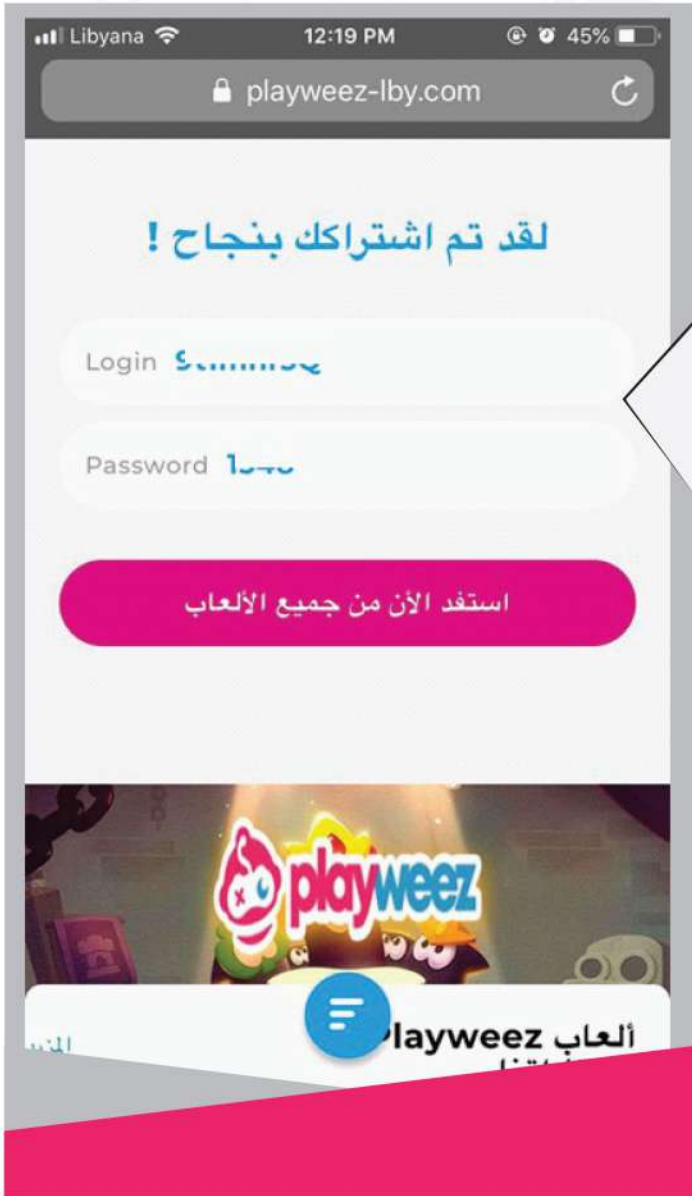 Libyana 12:19 PM 45%
playweez-lby.com
لقد تم اشتراكك بنجاح !
Login
Password
استفد الأن من جميع الألعاب
playweez
ألعاب Playweez